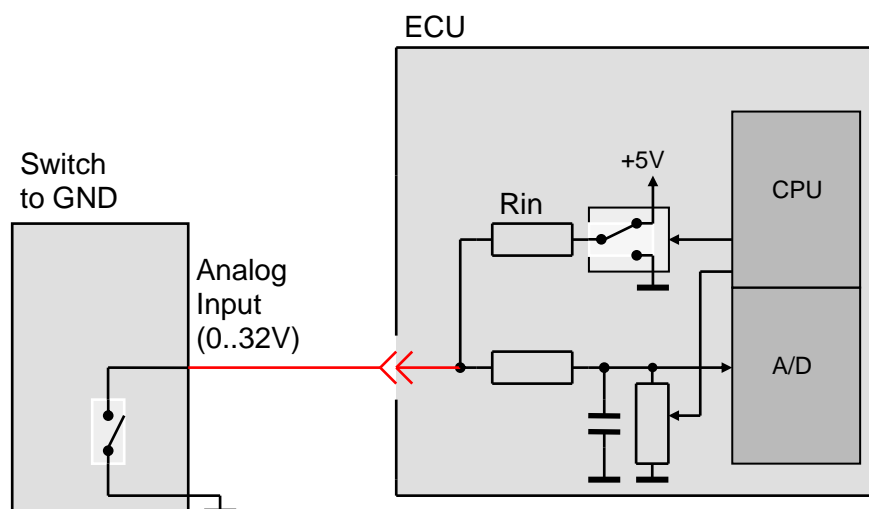 ECU
Switch
to GND
+5V
CPU
Rin
Analog
Input
(0..32V)
A/D